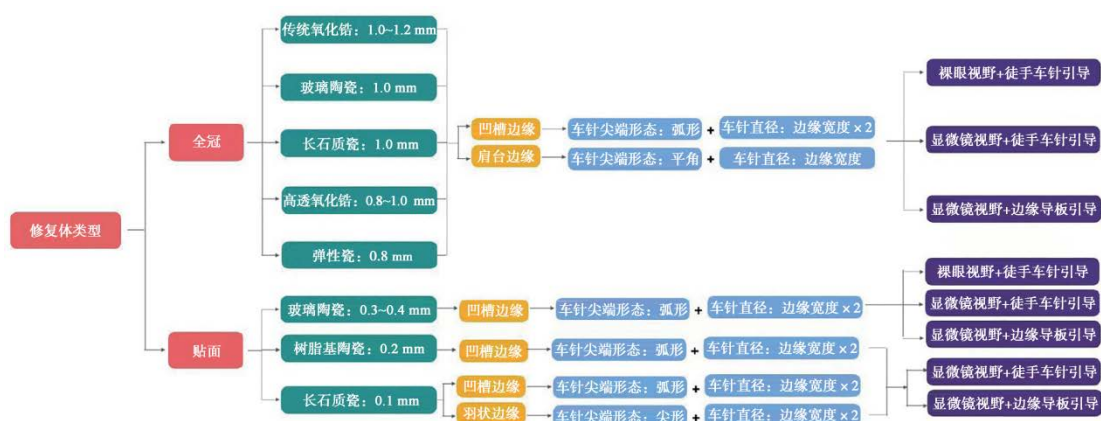 修复体类型
全冠
传统氧化锆：1.0~1.2 mm
玻璃陶瓷：1.0 mm
长石质瓷：1.0 mm
高透氧化锆：0.8~1.0 mm
弹性瓷：0.8 mm
凹槽边缘 车针尖端形态：弧形 + 车针直径：边缘宽度×2
肩台边缘 车针尖端形态：平角 + 车针直径：边缘宽度
裸眼视野+徒手车针引导
显微镜视野+徒手车针引导
显微镜视野+边缘导板引导
贴面
玻璃陶瓷：0.3~0.4 mm 凹槽边缘 车针尖端形态：弧形 + 车针直径：边缘宽度×2
裸眼视野+徒手车针引导
显微镜视野+徒手车针引导
显微镜视野+边缘导板引导
树脂基陶瓷：0.2 mm 凹槽边缘 车针尖端形态：弧形 + 车针直径：边缘宽度×2
长石质瓷：0.1 mm
凹槽边缘 车针尖端形态：弧形 + 车针直径：边缘宽度×2
羽状边缘 车针尖端形态：尖形 + 车针直径：边缘宽度×2
显微镜视野+徒手车针引导
显微镜视野+边缘导板引导